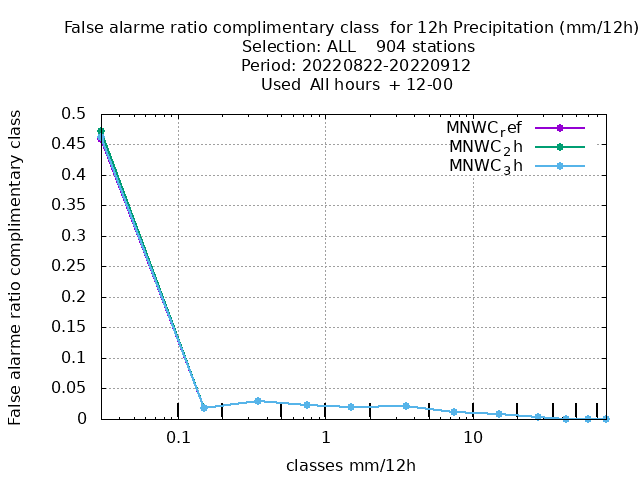 False alarme ratio complimentary class  for 12h Precipitation (mm/12h)
Selection: ALL    904 stations
Period: 20220822-20220912
Used  All hours  + 12-00
False alarme ratio complimentary class
0.5
0.45
0.4
0.35
0.3
0.25
0.2
0.15
0.1
0.05
0
MNWC_ref
MNWC_2h
MNWC_3h
0.1
1
10
classes mm/12h